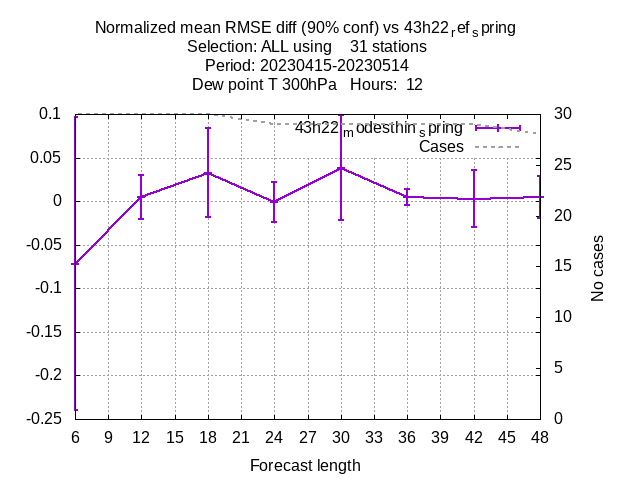 Normalized mean RMSE diff (90% conf) vs 43h22ref spring
Selection: ALL using    31 stations
Period: 20230415-20230514
Dew point T 300hPa   Hours:  12
43h22modesthinspring
Cases
0.1
0.05
0
-0.05
-0.1
-0.15
-0.2
-0.25
30
25
20
15
10
5
0
No cases
6 9 12 15 18 21 24 27 30 33 36 39 42 45 48
Forecast length